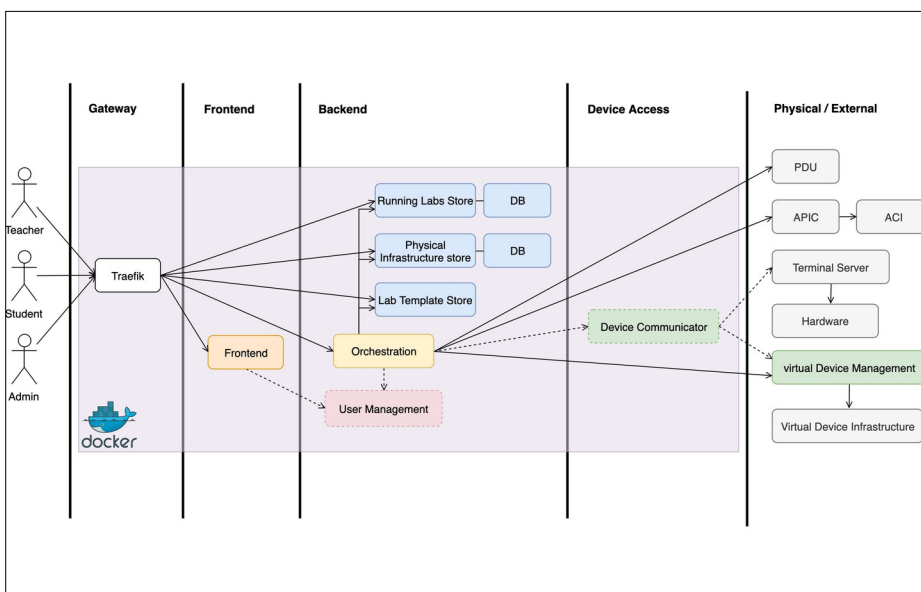 Gateway
Frontend
Backend
Device Access
Physical / External
Teacher
Student
Admin
Traefik
Frontend
Running Labs Store
DB
Physical
Infrastructure store
DB
Lab Template Store
Orchestration
User Management
Device Communicator
PDU
APIC
ACI
Terminal Server
Hardware
virtual Device Management
Virtual Device Infrastructure
docker